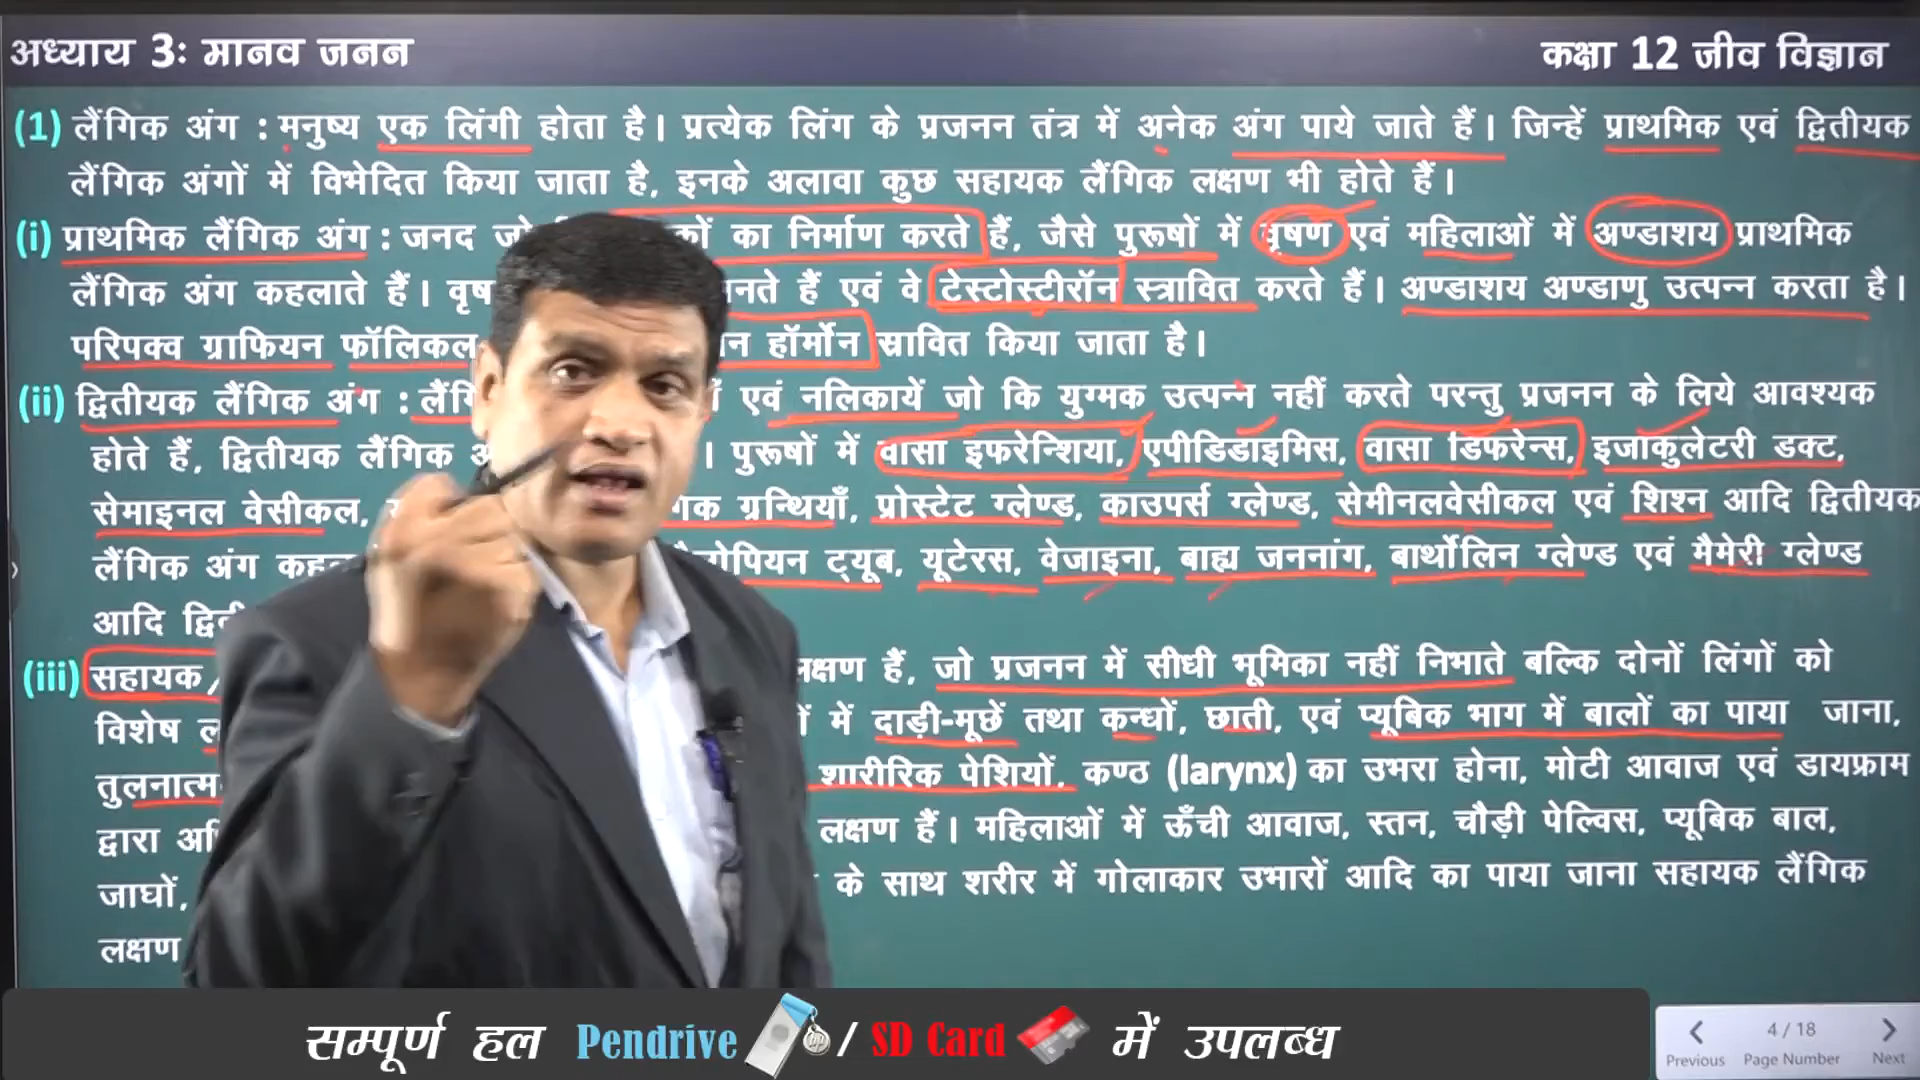 अध्याय 3ः मानव जनन
कक्षा 12 जीव विज्ञान
(1) लैंगिक अंग : मनुष्य एक लिंगी होता है। प्रत्येक लिंग के प्रजनन तंत्र में अनेक अंग पाये जाते हैं। जिन्हें प्राथमिक एवं द्वितीयक
लैंगिक अंगों में विभेदित किया जाता है, इनके अलावा कुछ सहायक लैंगिक लक्षण भी होते हैं।
(i) प्राथमिक लैंगिक अंग : जनद का निर्माण करते हैं, जैसे पुरूषों में वृषण एवं महिलाओं में अण्डाशय प्राथमिक
लैंगिक अंग कहलाते हैं। हैं एवं वे टेस्टोस्टीरॉन स्त्रावित करते हैं। अण्डाशय अण्डाणु उत्पन्न करता है।
परिपक्व ग्राफियन फॉलिकल हॉर्मोन स्रावित किया जाता है।
(ii) द्वितीयक लैंगिक अंग : एवं नलिकायें जो कि युग्मक उत्पन्न नहीं करते परन्तु प्रजनन के लिये आवश्यक
होते हैं, द्वितीयक लैंगिक । पुरूषों में वासा इफरेन्शिया, एपीडिडाइमिस, वासा डिफरेन्स, इजाकुलेटरी डक्ट,
सेमाइनल वेसीकल, ग्रन्थियाँ, प्रोस्टेट ग्लेण्ड, काउपर्स ग्लेण्ड, सेमीनलवेसीकल एवं शिश्न आदि द्वितीयक
लैंगिक अंग ट्यूब, यूटेरस, वेजाइना, बाह्य जननांग, बार्थोलिन ग्लेण्ड एवं मैमेरी ग्लेण्ड
आदि
(iii) सहायक लक्षण हैं, जो प्रजनन में सीधी भूमिका नहीं निभाते बल्कि दोनों लिंगों को
विशेष में दाड़ी-मूछें तथा कन्धों, छाती, एवं प्यूबिक भाग में बालों का पाया जाना,
शारीरिक पेशियों, कण्ठ (larynx) का उभरा होना, मोटी आवाज एवं डायफ्राम
द्वारा लक्षण हैं। महिलाओं में ऊँची आवाज, स्तन, चौड़ी पेल्विस, प्यूबिक बाल,
जाघों, के साथ शरीर में गोलाकार उभारों आदि का पाया जाना सहायक लैंगिक
लक्षण
सम्पूर्ण हल Pendrive / SD Card में उपलब्ध
4 / 18
Previous Page Number Next